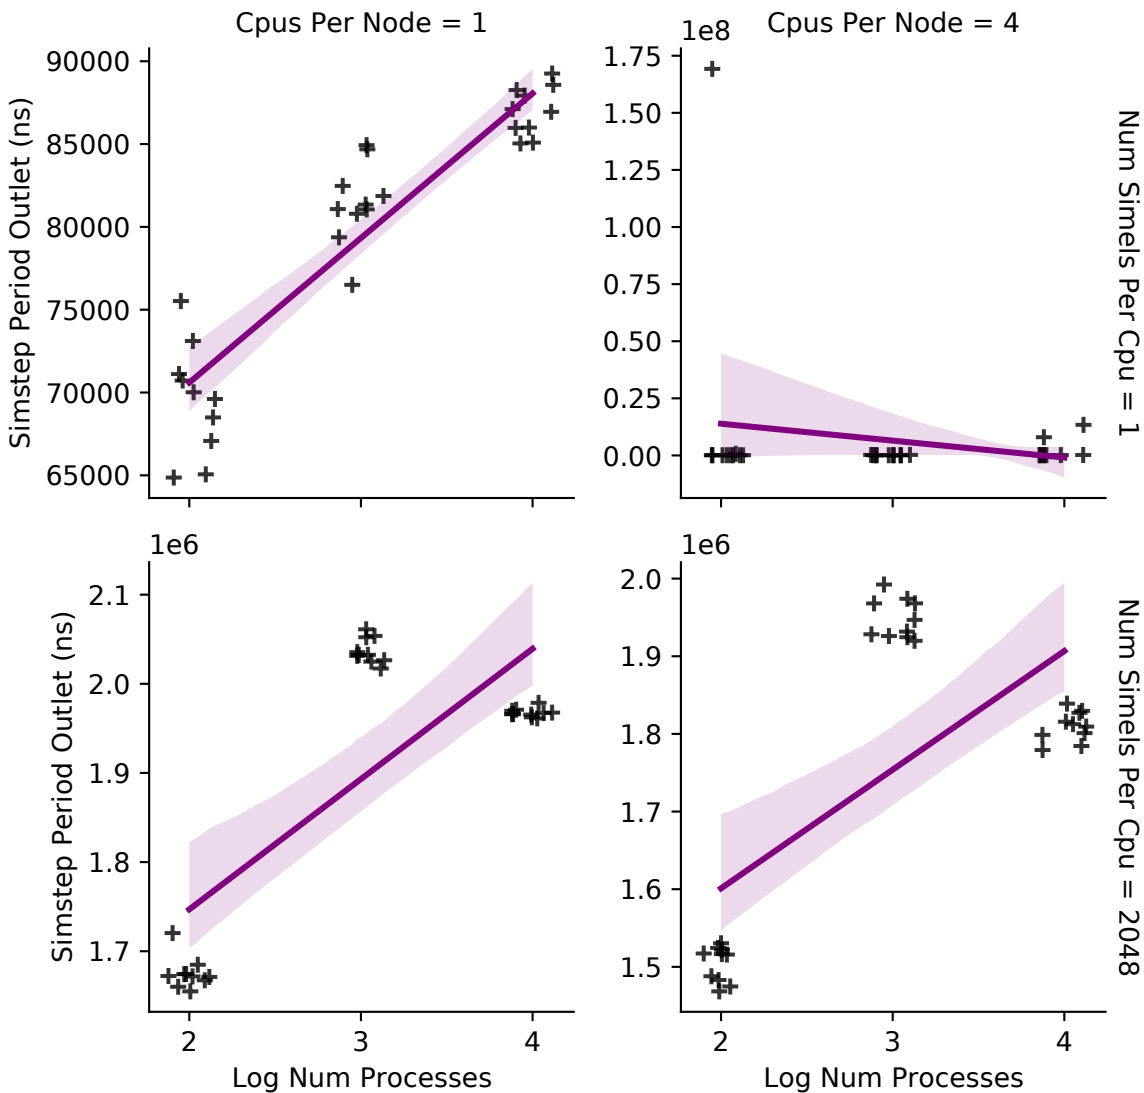 Cpus Per Node = 1
Cpus Per Node = 4
1e8
Simstep Period Outlet (ns)
90000
85000
80000
75000
70000
65000
1.75
1.50
1.25
1.00
0.75
0.50
0.25
0.00
Num Simels Per Cpu = 1
1e6
1e6
Simstep Period Outlet (ns)
2.1
2.0
1.9
1.8
1.7
2.0
1.9
1.8
1.7
1.6
1.5
Num Simels Per Cpu = 2048
2
3
4
2
3
4
Log Num Processes
Log Num Processes